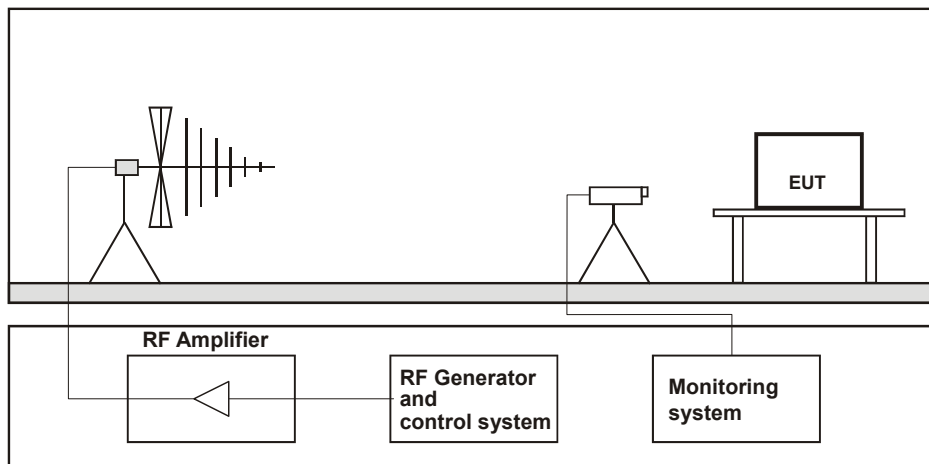 EUT
RF Amplifier
RF Generator
and
control system
Monitoring
system